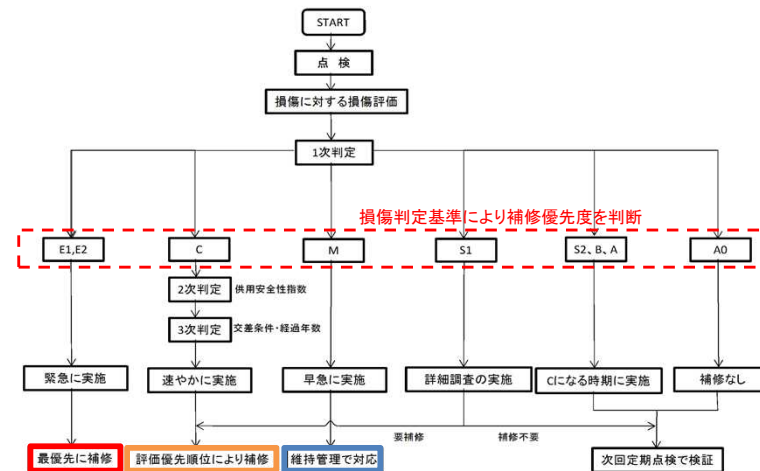 START
点 検
損傷に対する損傷評価
1次判定
損傷判定基準により補修優先度を判断
E1,E2
C
M
S1
S2、B、A
A0
2次判定
供用安全性指数
3次判定
交差条件・経過年数
緊急に実施
速やかに実施
早急に実施
詳細調査の実施
Cになる時期に実施
補修なし
要補修
補修不要
最優先に補修
評価優先順位により補修
維持管理で対応
次回定期点検で検証